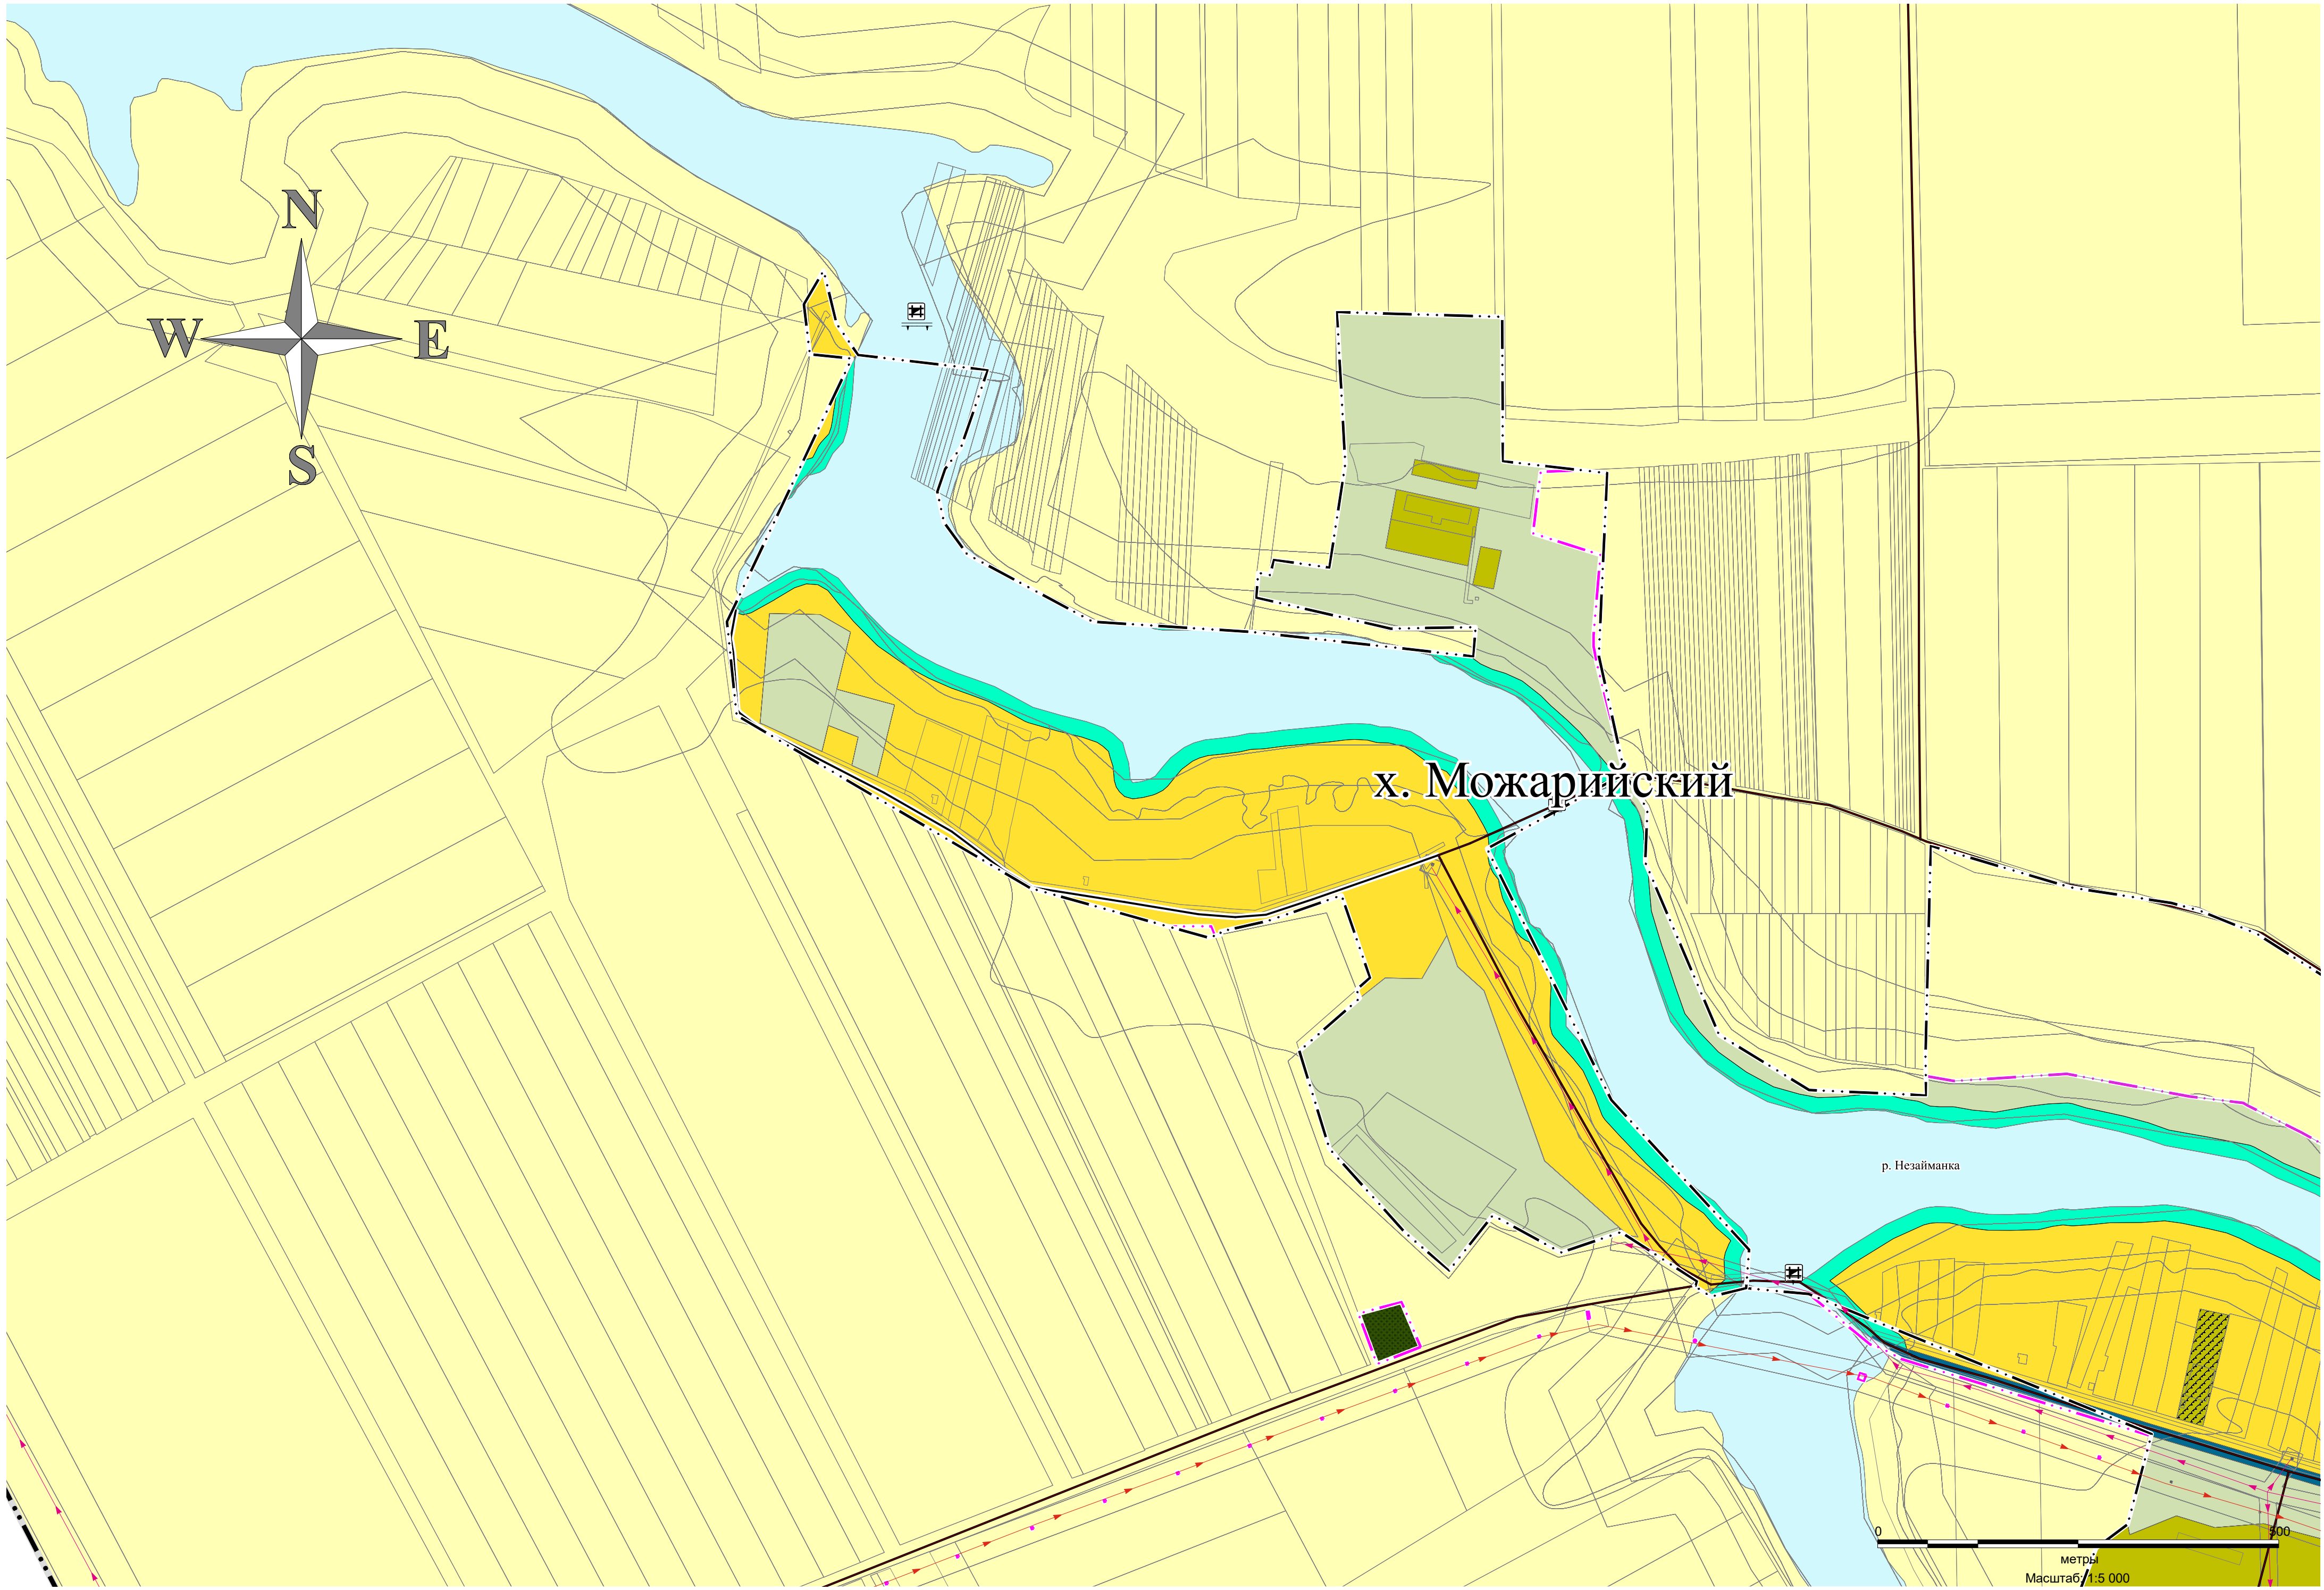 N
W E
S
х. Можарийский
р. Незайманка
0 500
метры
Масштаб: 1:5 000